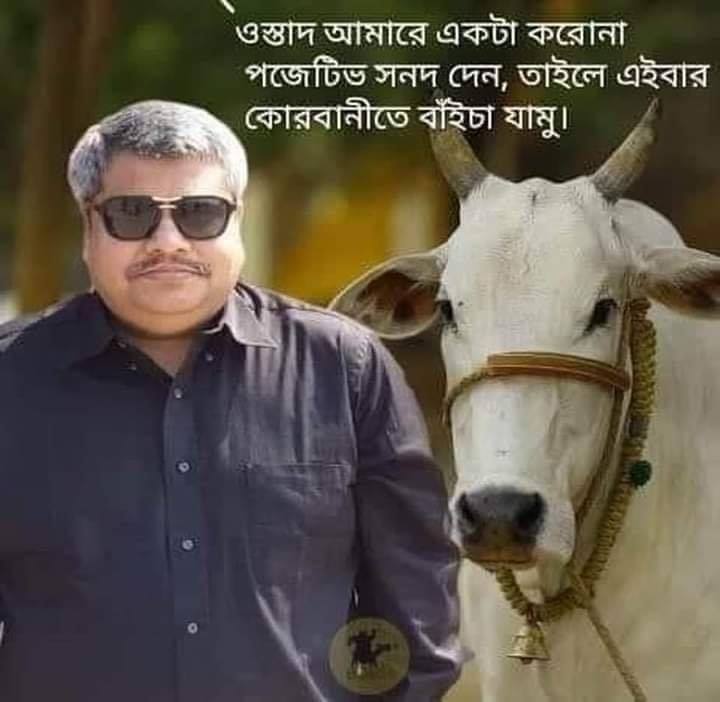 ওস্তাদ আমারে একটা করোনা
পজেটিভ সনদ দেন, তাইলে এইবার
কোরবানীতে বাঁইচা যামু।